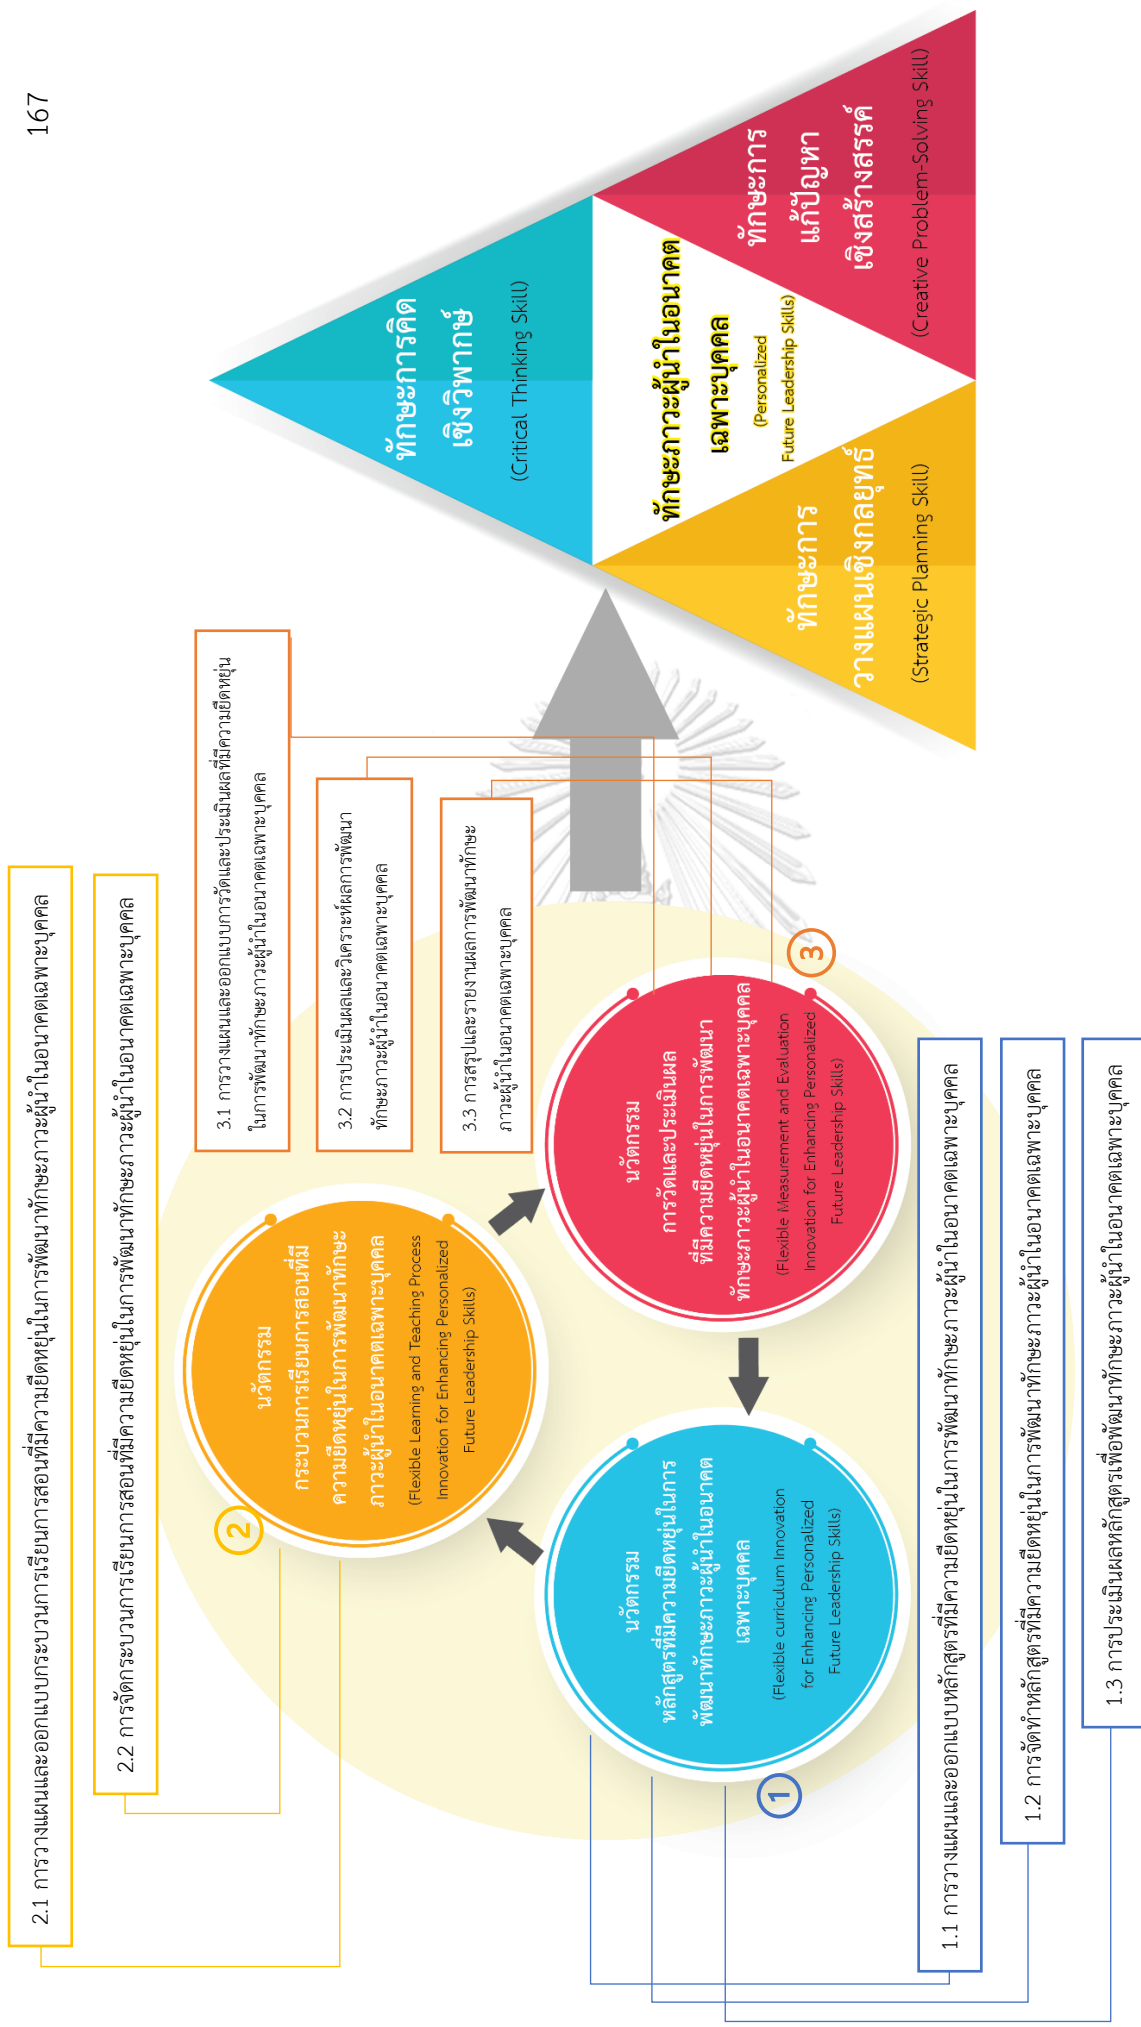 167
2.1 การวางแผนและออกแบบกระบวนการเรียนการสอนที่มีความยืดหยุ่นในการพัฒนาทักษะภาวะผู้นำในอนาคตเฉพาะบุคคล
2.2 การจัดกระบวนการเรียนการสอนที่มีความยืดหยุ่นในการพัฒนาทักษะภาวะผู้นำในอนาคตเฉพาะบุคคล
2
นวัตกรรม
กระบวนการเรียนการสอนที่มี
ความยืดหยุ่นในการพัฒนาทักษะ
ภาวะผู้นำในอนาคตเฉพาะบุคคล
(Flexible Learning and Teaching Process
Innovation for Enhancing Personalized
Future Leadership Skills)
3.1 การวางแผนและออกแบบการวัดและประเมินผลที่มีความยืดหยุ่น
ในการพัฒนาทักษะภาวะผู้นำในอนาคตเฉพาะบุคคล
3.2 การประเมินผลและวิเคราะห์ผลการพัฒนา
ทักษะภาวะผู้นำในอนาคตเฉพาะบุคคล
3.3 การสรุปและรายงานผลการพัฒนาทักษะ
ภาวะผู้นำในอนาคตเฉพาะบุคคล
1
นวัตกรรม
หลักสูตรที่มีความยืดหยุ่นในการ
พัฒนาทักษะภาวะผู้นำในอนาคต
เฉพาะบุคคล
(Flexible curriculum Innovation
for Enhancing Personalized
Future Leadership Skills)
นวัตกรรม
การวัดและประเมินผล
ที่มีความยืดหยุ่นในการพัฒนา
ทักษะภาวะผู้นำในอนาคตเฉพาะบุคคล
(Flexible Measurement and Evaluation
Innovation for Enhancing Personalized
Future Leadership Skills)
3
ทักษะการคิด
เชิงวิพากษ์
(Critical Thinking Skill)
ทักษะภาวะผู้นำในอนาคต
เฉพาะบุคคล
(Personalized
Future Leadership Skills)
ทักษะการ
วางแผนเชิงกลยุทธ์
(Strategic Planning Skill)
ทักษะการ
แก้ปัญหา
เชิงสร้างสรรค์
(Creative Problem-Solving Skill)
1.1 การวางแผนและออกแบบหลักสูตรที่มีความยืดหยุ่นในการพัฒนาทักษะภาวะผู้นำในอนาคตเฉพาะบุคคล
1.2 การจัดทำหลักสูตรที่มีความยืดหยุ่นในการพัฒนาทักษะภาวะผู้นำในอนาคตเฉพาะบุคคล
1.3 การประเมินผลหลักสูตรเพื่อพัฒนาทักษะภาวะผู้นำในอนาคตเฉพาะบุคคล